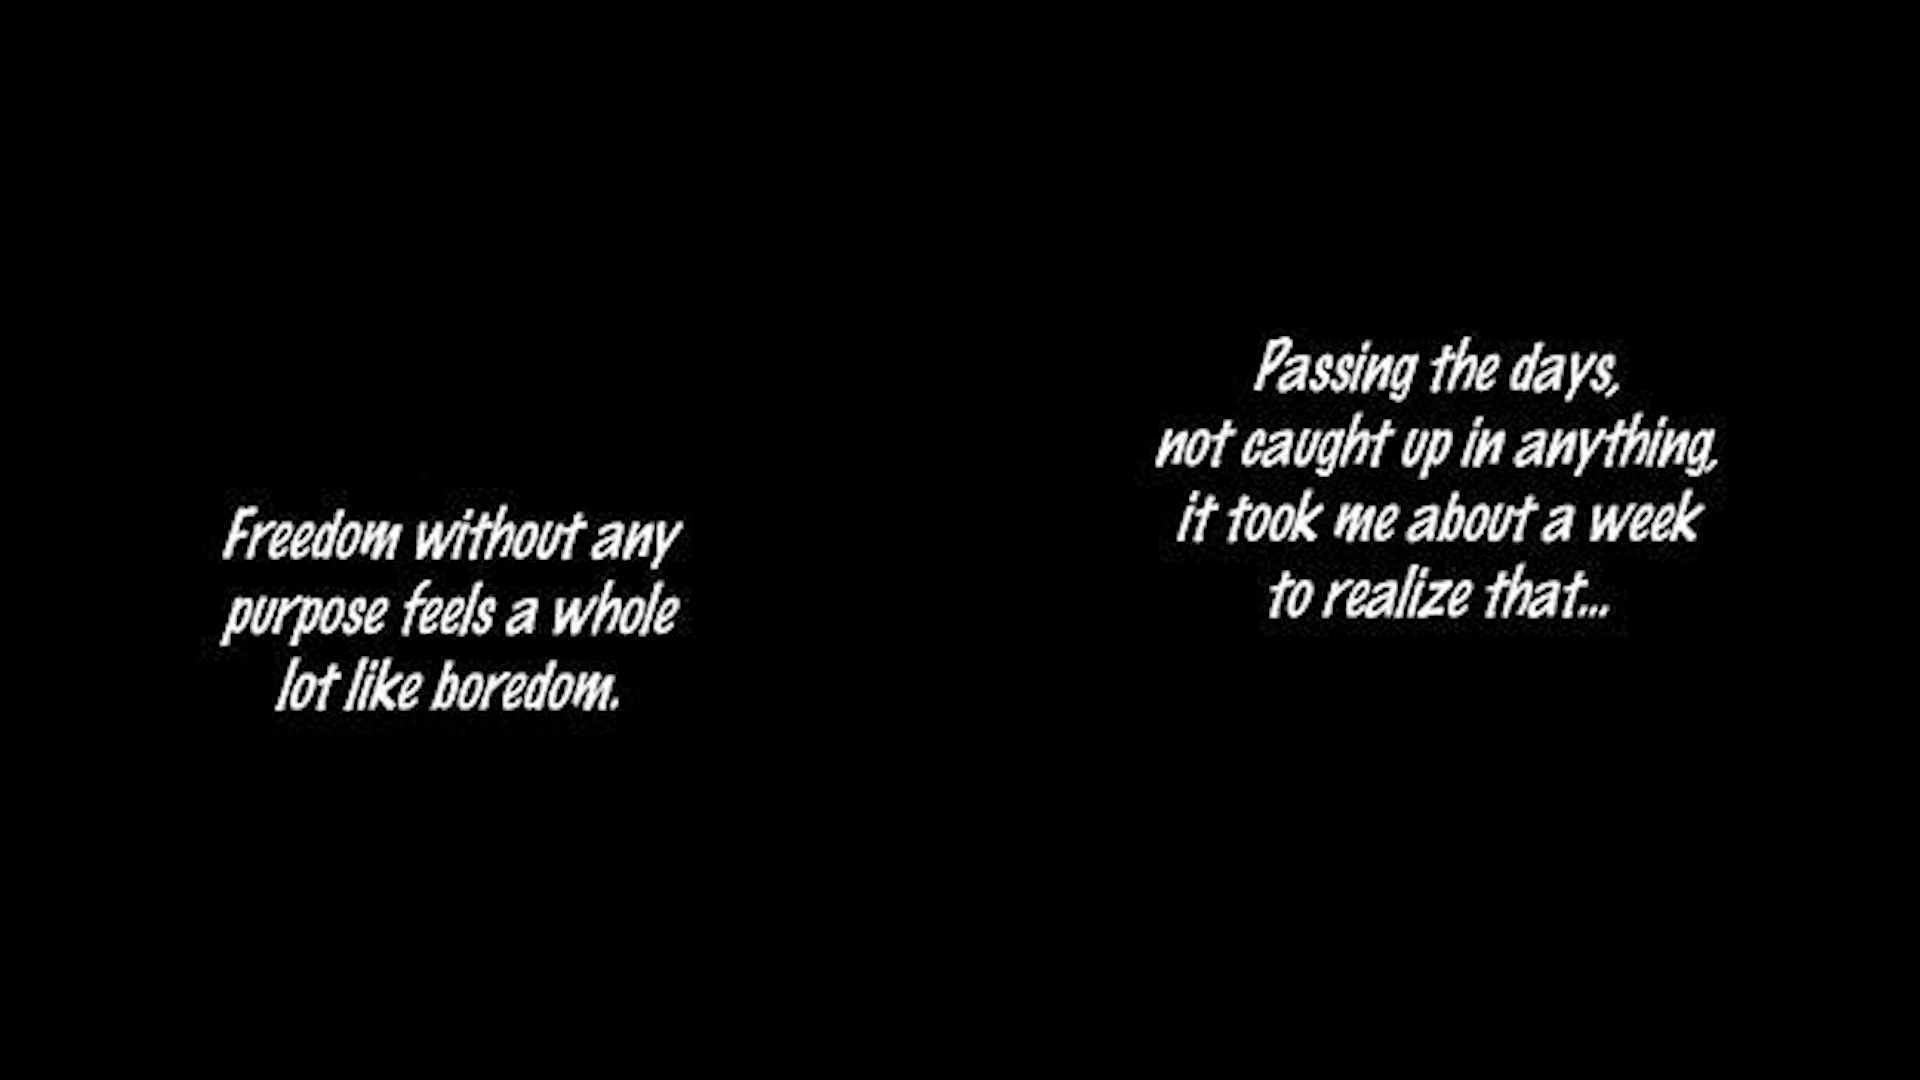 Passing the days,
not caught up in anything,
it took me about a week
to realize that...
Freedom without any
purpose feels a whole
lot like boredom.